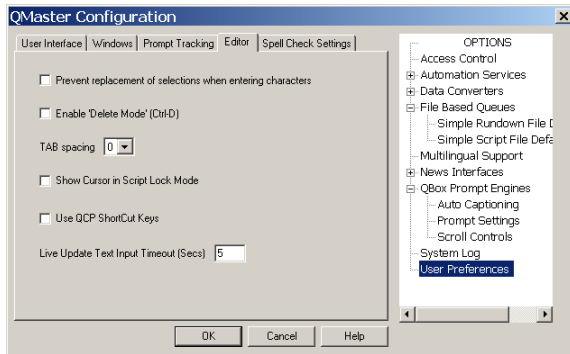 QMaster Configuration
User Interface
Windows
Prompt Tracking
Editor
Spell Check Settings
Prevent replacement of selections when entering characters
Enable 'Delete Mode' (Ctrl-D)
TAB spacing 0
Show Cursor in Script Lock Mode
Use QCP ShortCut Keys
Live Update Text Input Timeout (Secs) 5
OK
Cancel
Help
OPTIONS
Access Control
Automation Services
Data Converters
File Based Queues
Simple Rundown File
Simple Script File Defa
Multilingual Support
News Interfaces
QBox Prompt Engines
Auto Captioning
Prompt Settings
Scroll Controls
System Log
User Preferences